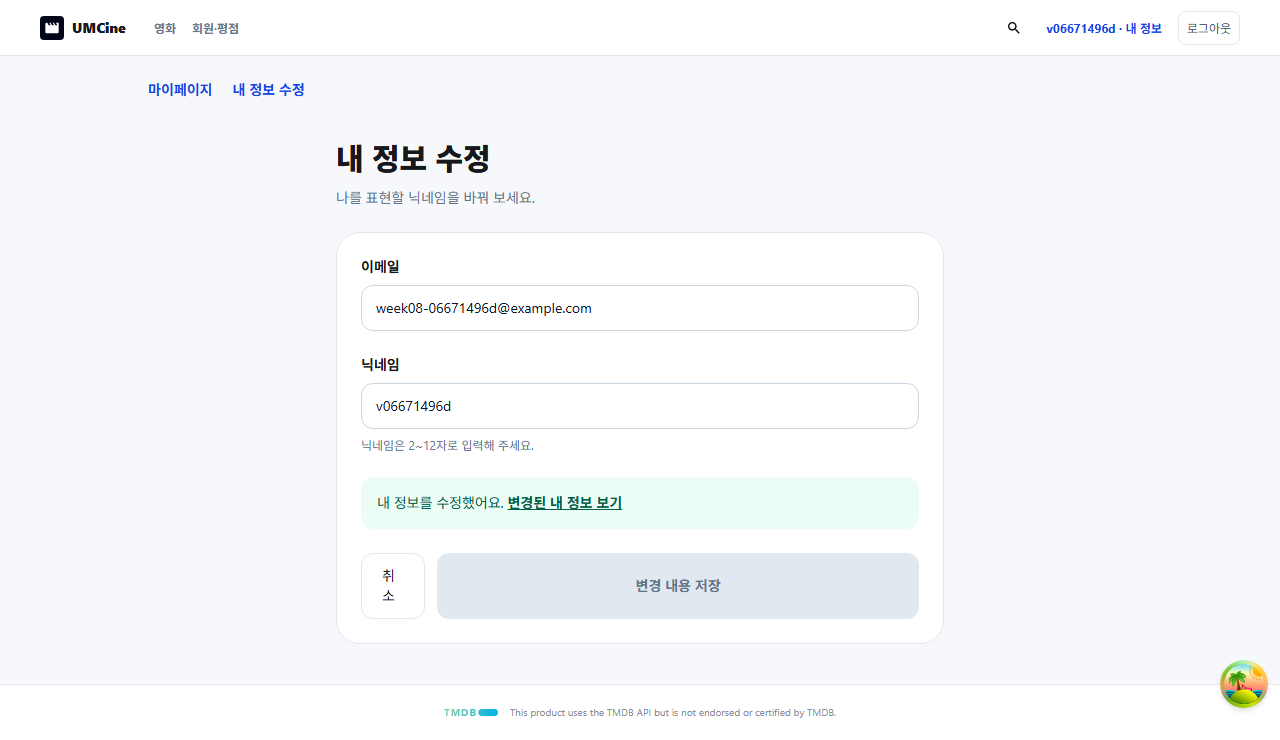 UMCine 영화 회원·평점 v06671496d · 내 정보 로그아웃
마이페이지 내 정보 수정
내 정보 수정
나를 표현할 닉네임을 바꿔 보세요.
이메일
week08-06671496d@example.com
닉네임
v06671496d
닉네임은 2~12자로 입력해 주세요.
내 정보를 수정했어요. 변경된 내 정보 보기
취
소
변경 내용 저장
TMDB This product uses the TMDB API but is not endorsed or certified by TMDB.